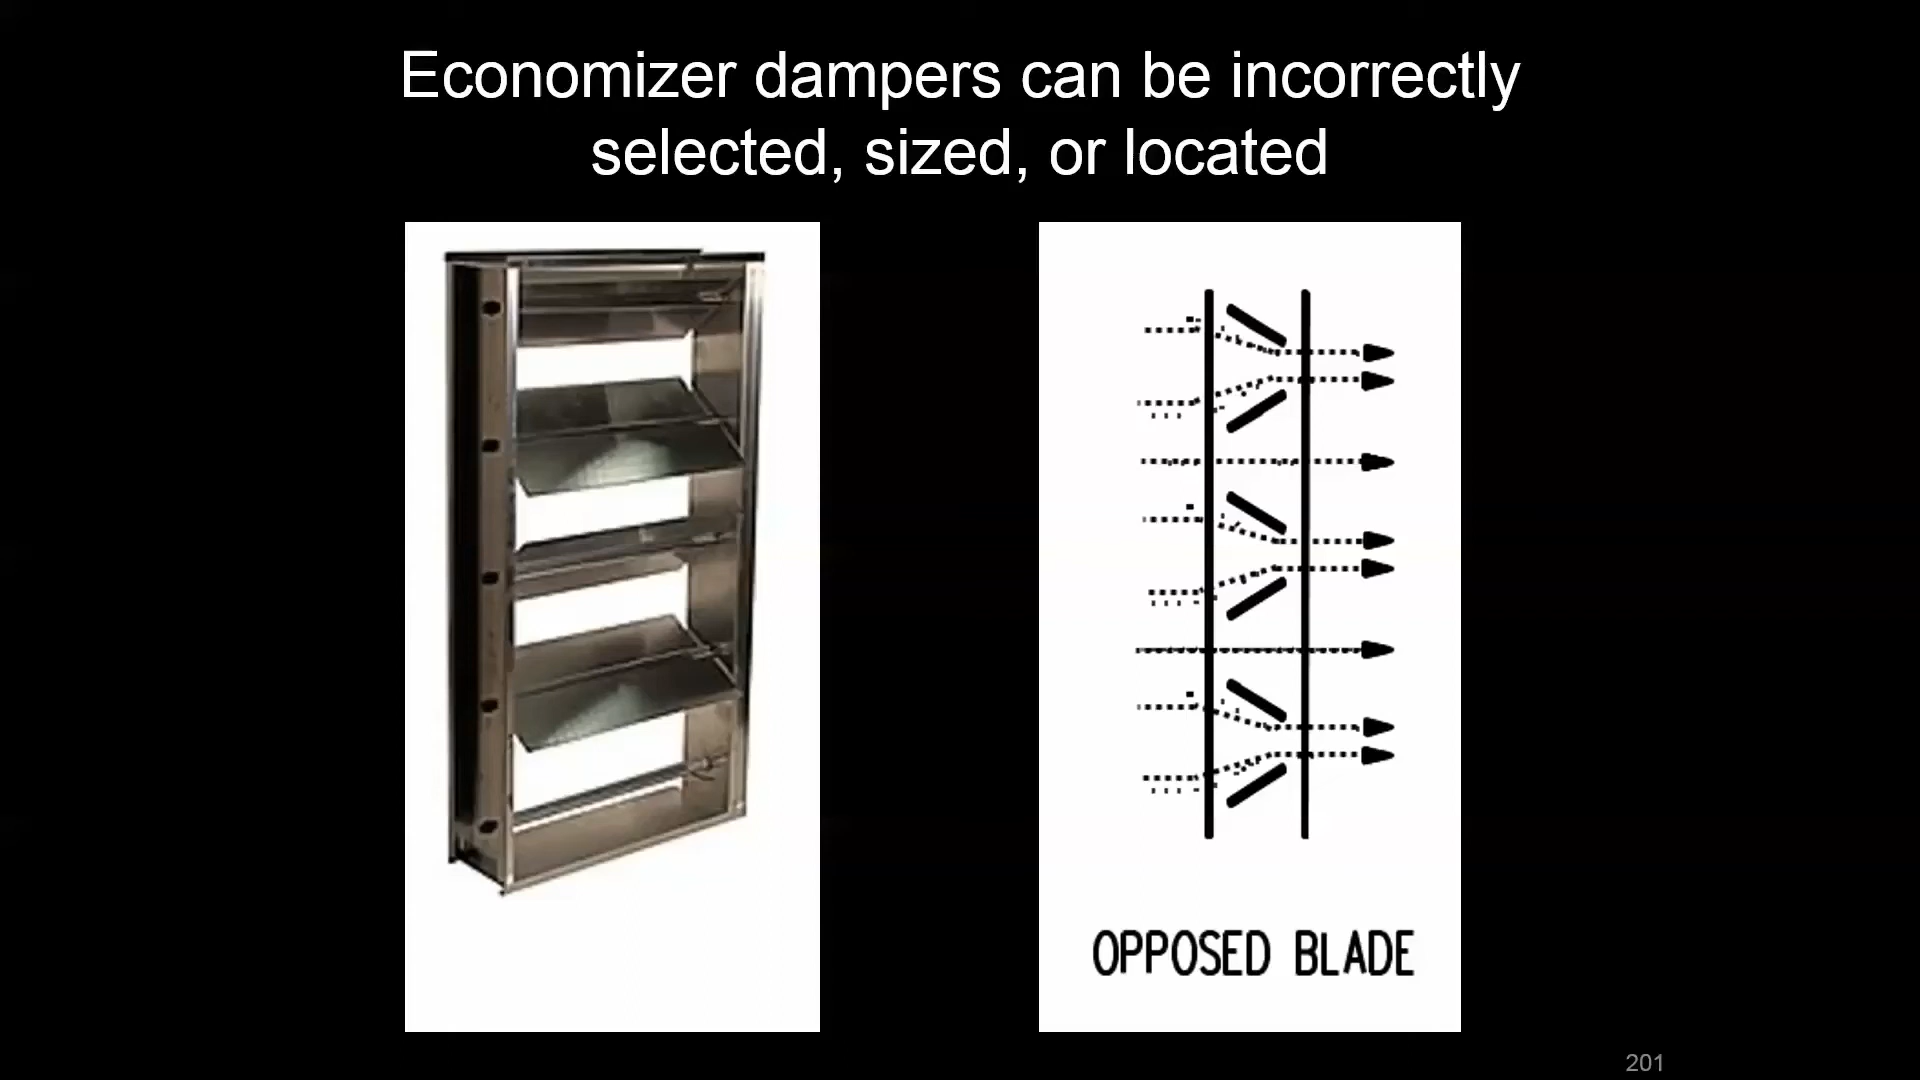 Economizer dampers can be incorrectly
selected, sized, or located
OPPOSED BLADE
201